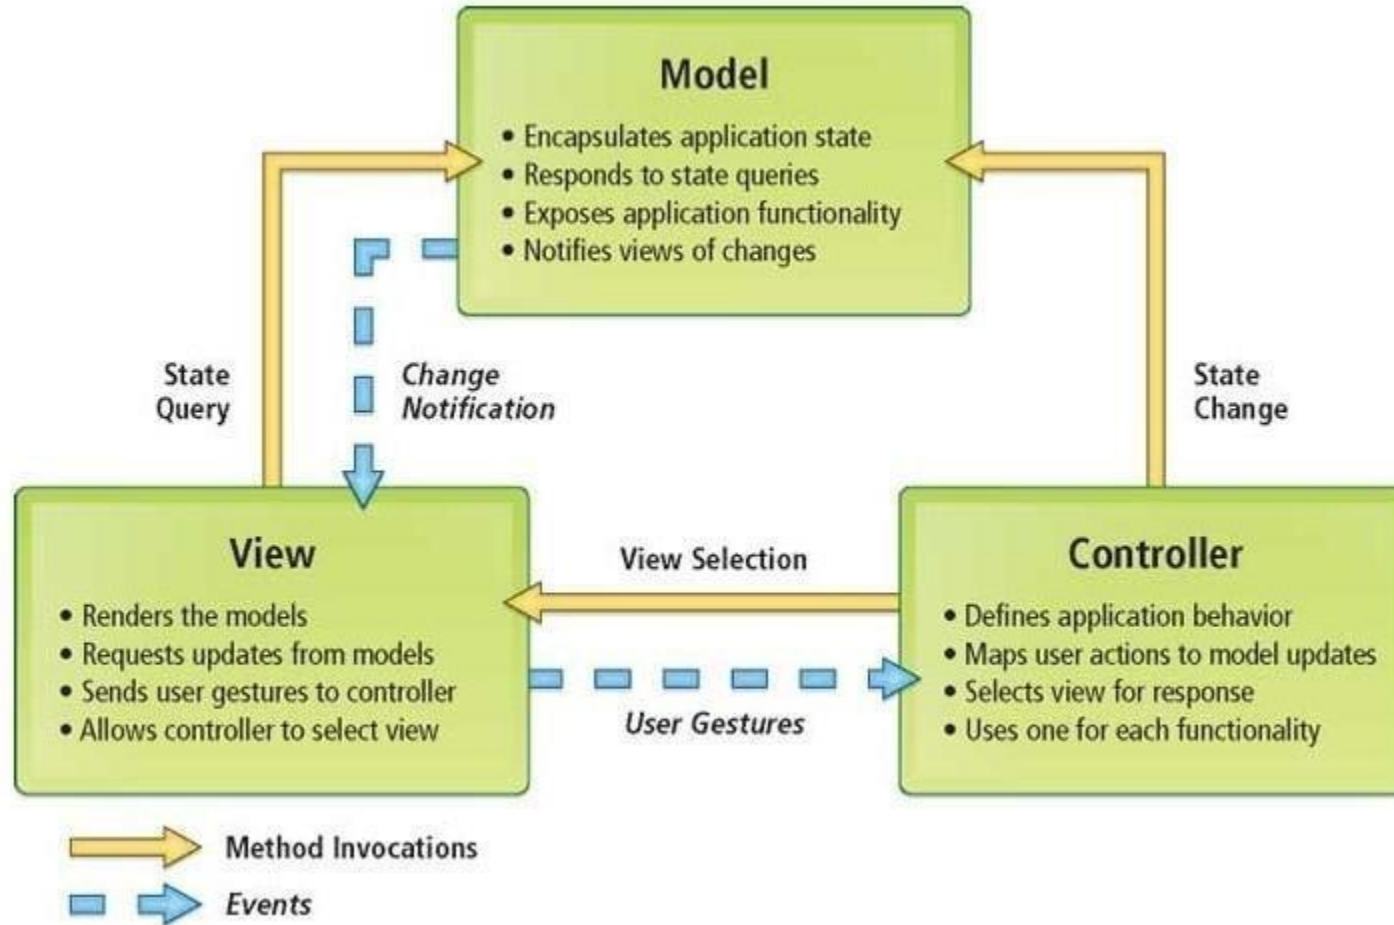 Model
• Encapsulates application state
• Responds to state queries
• Exposes application functionality
• Notifies views of changes
State
Query
Change
Notification
State
Change
View
• Renders the models
• Requests updates from models
• Sends user gestures to controller
• Allows controller to select view
View Selection
User Gestures
Controller
• Defines application behavior
• Maps user actions to model updates
• Selects view for response
• Uses one for each functionality
Method Invocations
Events